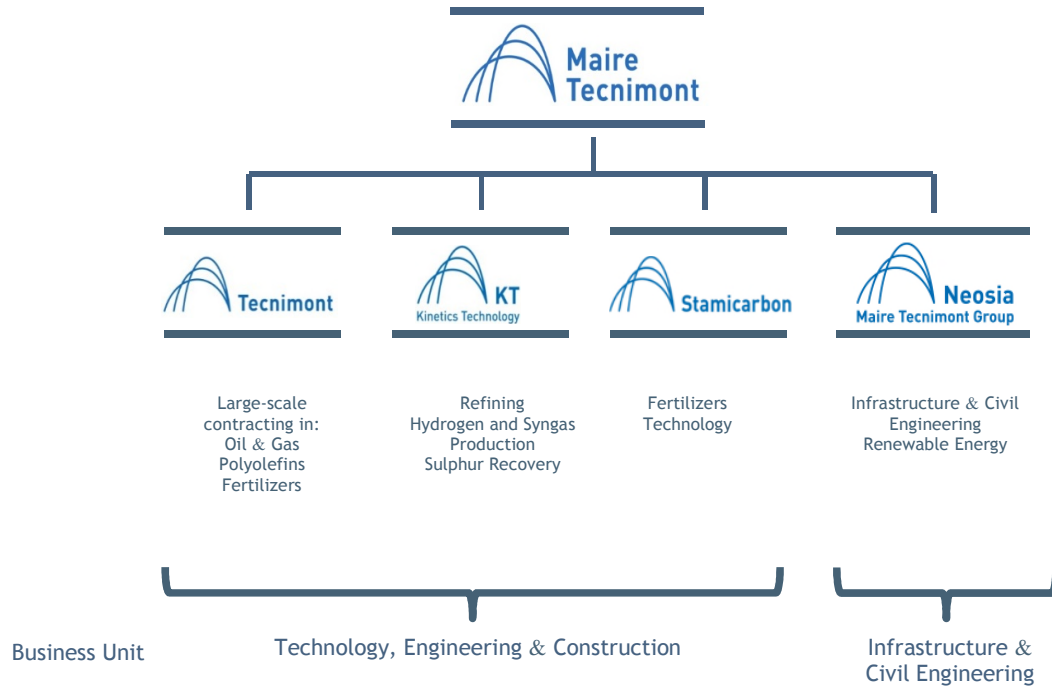 Maire
Tecnimont
Tecnimont
KT
Kinetics Technology
Stamicarbon
Neosia
Maire Tecnimont Group
Large-scale
contracting in:
Oil & Gas
Polyolefins
Fertilizers
Refining
Hydrogen and Syngas
Production
Sulphur Recovery
Fertilizers
Technology
Infrastructure & Civil
Engineering
Renewable Energy
Business Unit
Technology, Engineering & Construction
Infrastructure &
Civil Engineering